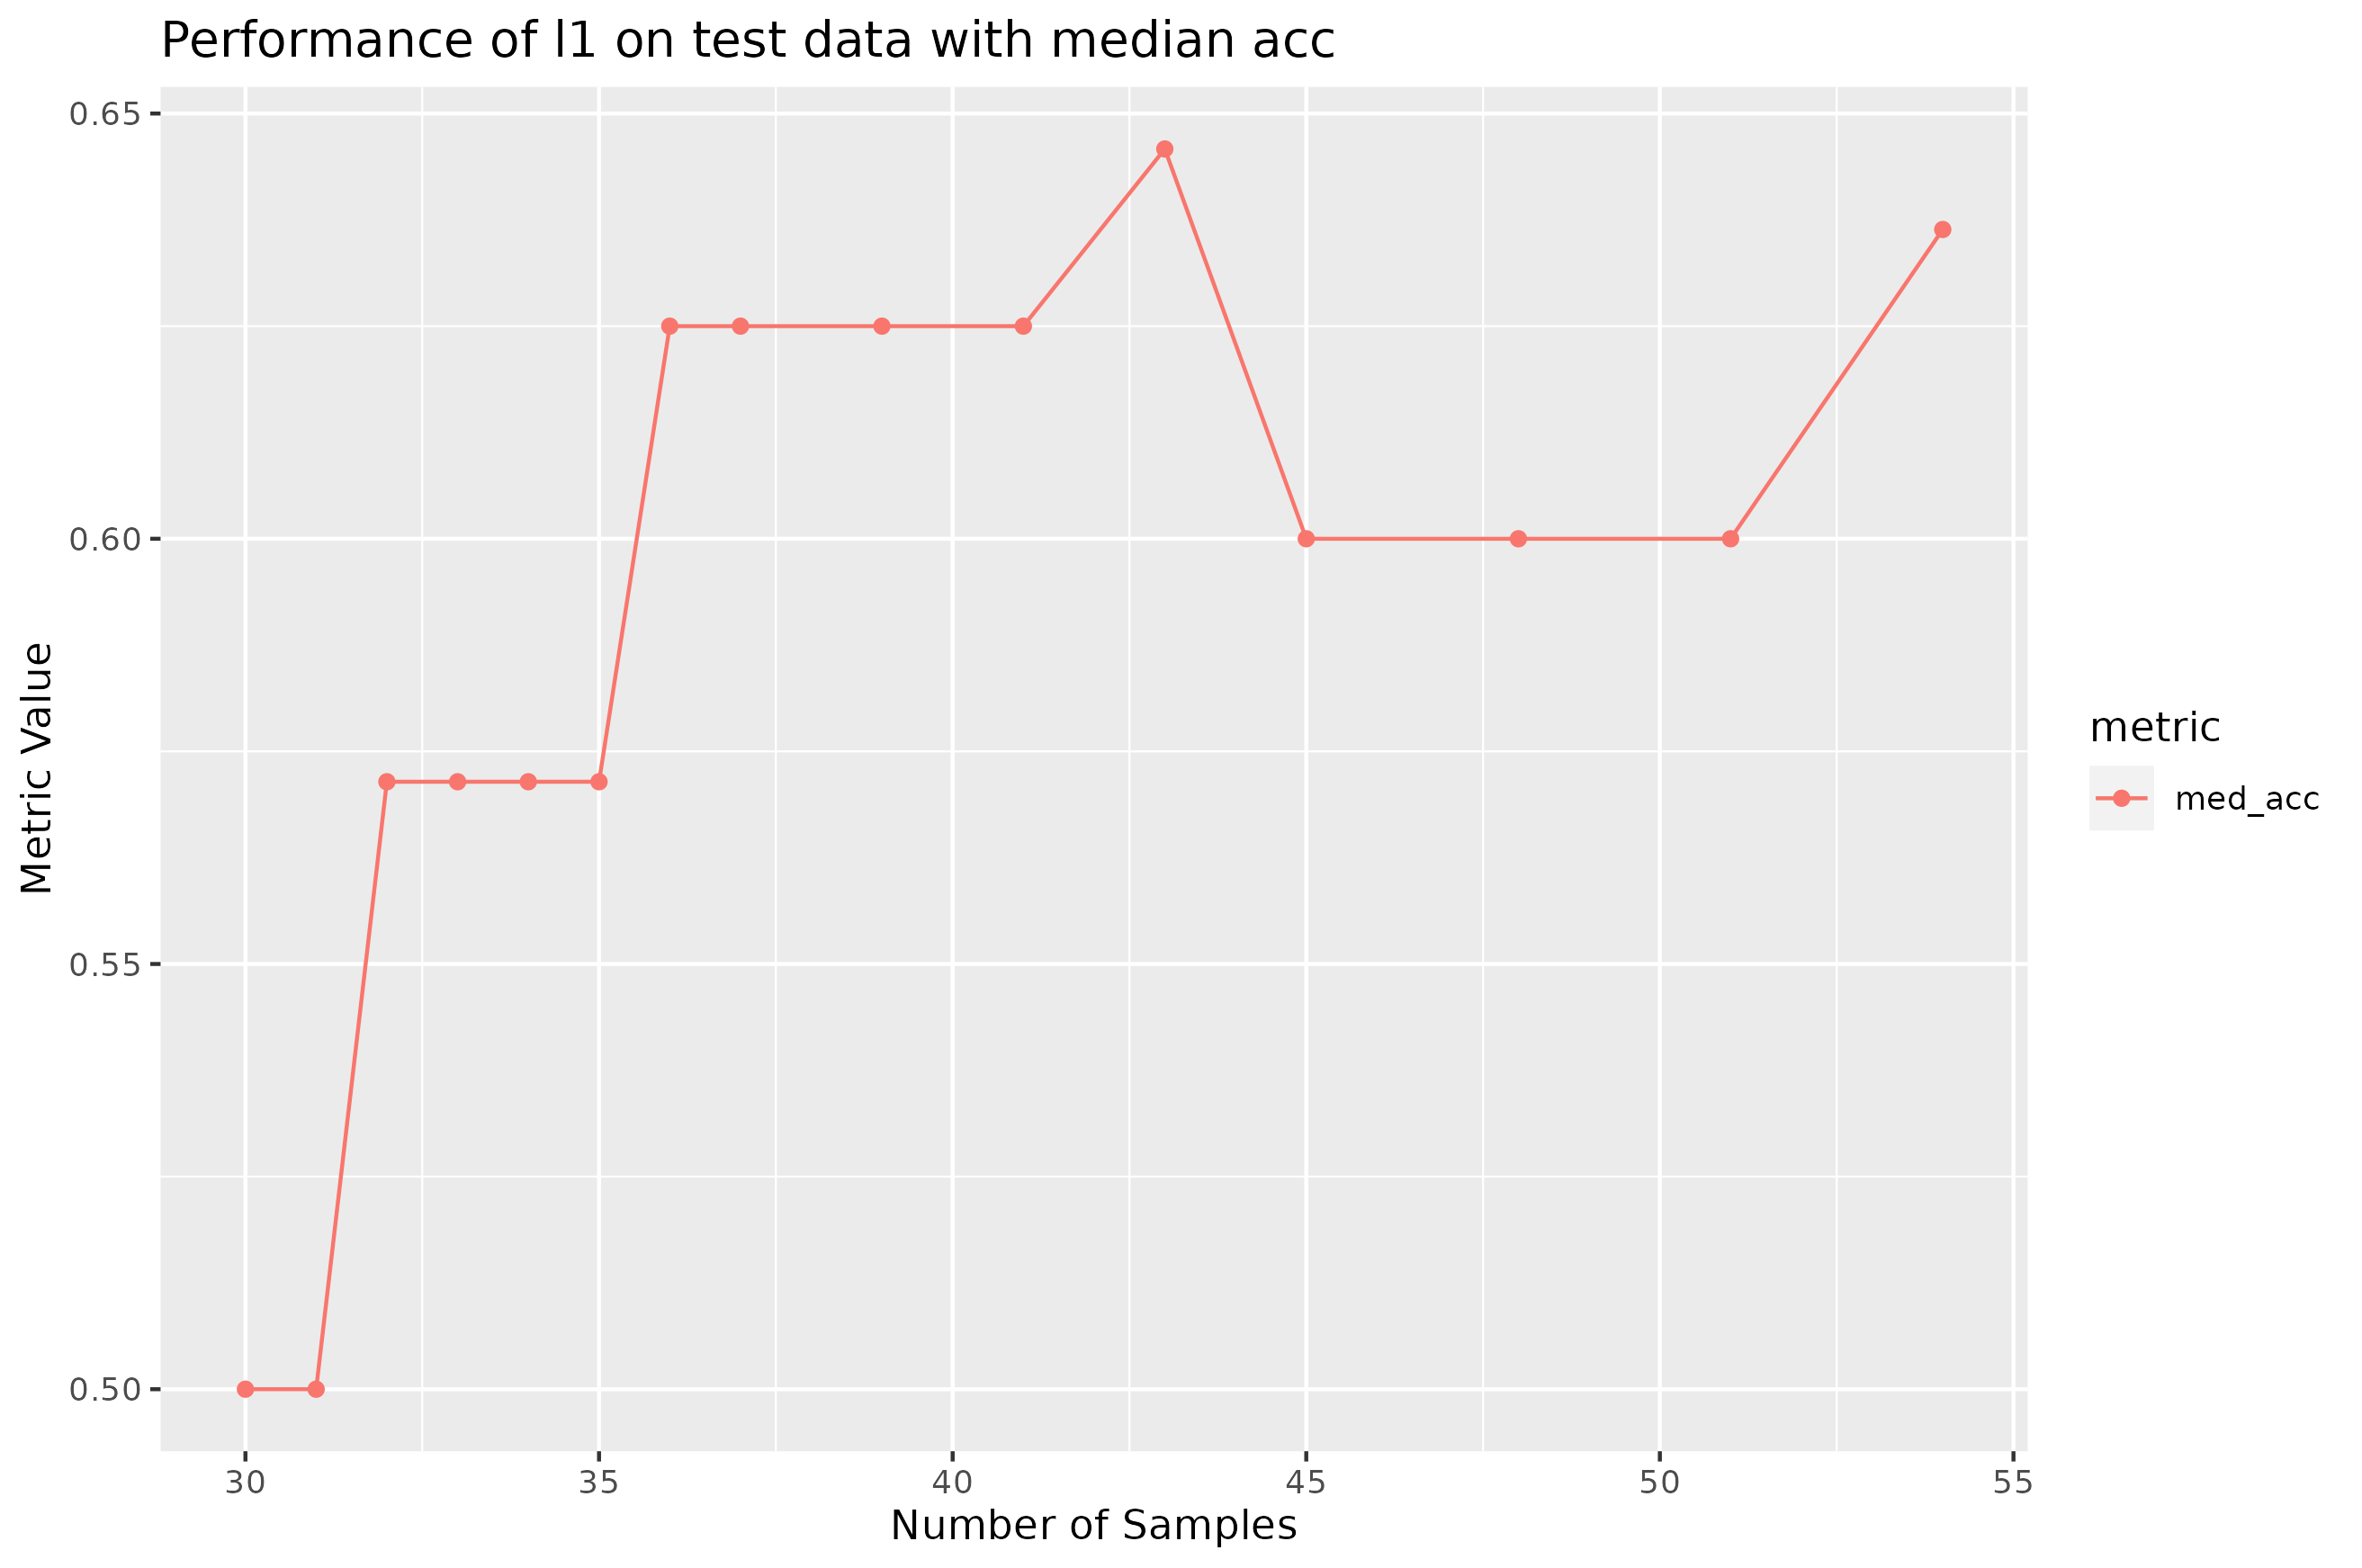 Performance of l1 on test data with median acc
0.65
0.60
0.55
0.50
Metric Value
30 35 40 45 50 55
Number of Samples
metric
med_acc